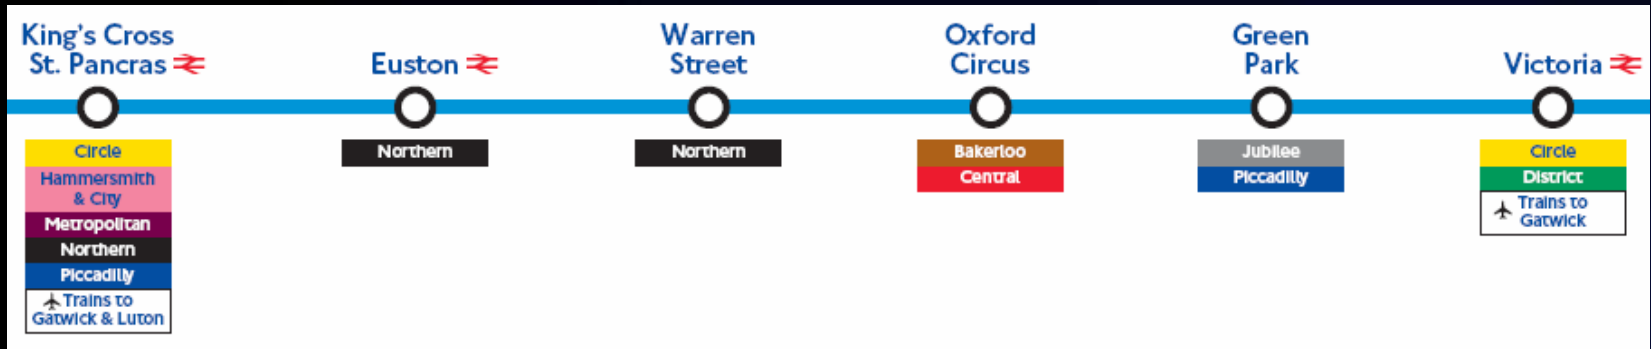 King's Cross
St. Pancras
Circle
Hammersmith
& City
Metropolitan
Northern
Piccadilly
Trains to
Gatwick & Luton
Euston
Northern
Warren
Street
Northern
Oxford
Circus
Bakerloo
Central
Green
Park
Jubilee
Piccadilly
Victoria
Circle
District
Trains to
Gatwick